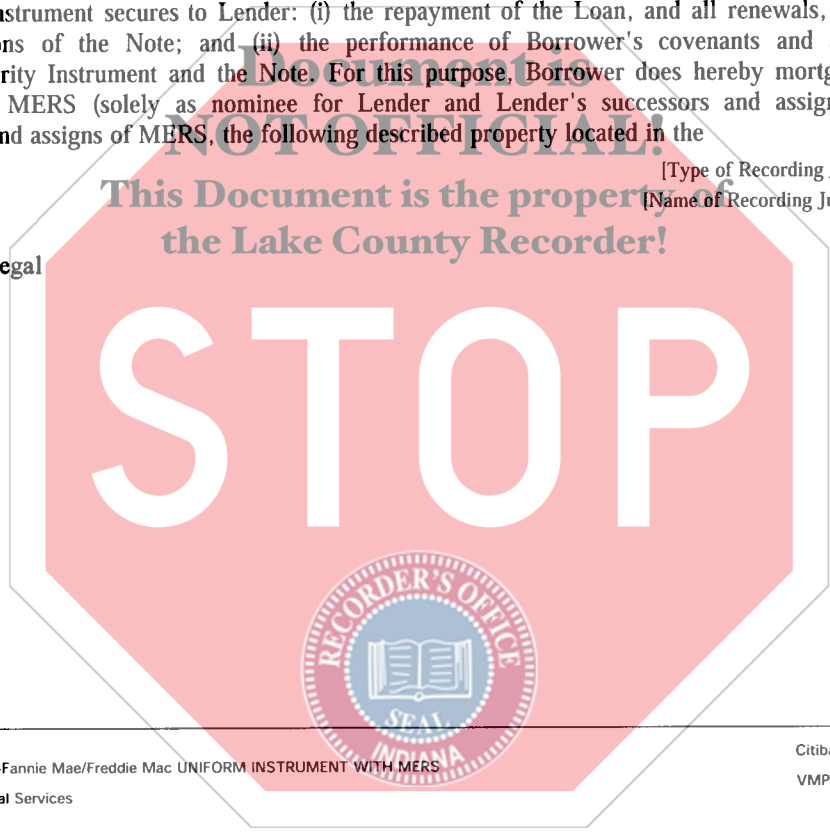 nstrument secures to Lender: (i) the repayment of the Loan, and all renewals,
ns of the Note; and (ii) the performance of Borrower's covenants and
rity Instrument and the Note. For this purpose, Borrower does hereby mortg
MERS (solely as nominee for Lender and Lender's successors and assign
nd assigns of MERS, the following described property located in the
Document is
NOT OFFICIAL!
[Type of Recording
This Document is the property of
[Name of Recording Ju
the Lake County Recorder!
egal
STOP
RECORDER'S OFFICE
SEAL
INDIANA
Citiba
-Fannie Mae/Freddie Mac UNIFORM INSTRUMENT WITH MERS
VMP
al Services